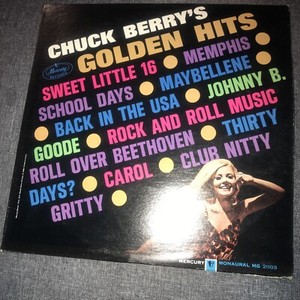 CHUCK BERRY'S
GOLDEN HITS
Mercury
SWEET LITTLE 16 • MEMPHIS •
SCHOOL DAYS • MAYBELLENE •
• BACK IN THE USA • JOHNNY B.
GOODE • ROCK AND ROLL MUSIC
ROLL OVER BEETHOVEN • THIRTY
DAYS? • CAROL • CLUB NITTY
GRITTY •
MERCURY
MONAURAL MG 21103